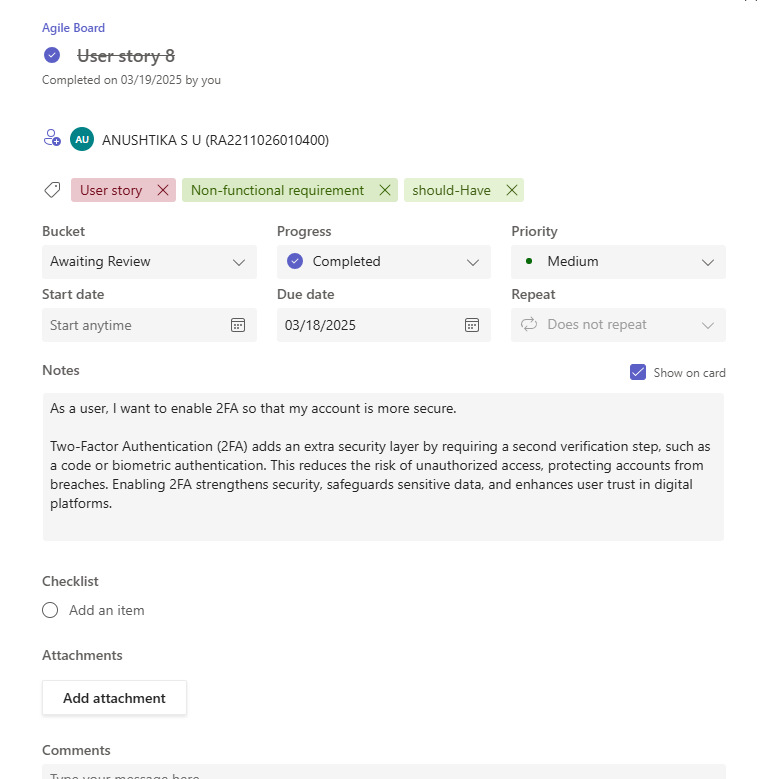 Agile Board
User story 8
Completed on 03/19/2025 by you
AU ANUSHTIKA S U (RA2211026010400)
User story Non-functional requirement should-Have
Bucket Progress Priority
Awaiting Review Completed Medium
Start date Due date Repeat
Start anytime 03/18/2025 Does not repeat
Notes Show on card
As a user, I want to enable 2FA so that my account is more secure.
Two-Factor Authentication (2FA) adds an extra security layer by requiring a second verification step, such as
a code or biometric authentication. This reduces the risk of unauthorized access, protecting accounts from
breaches. Enabling 2FA strengthens security, safeguards sensitive data, and enhances user trust in digital
platforms.
Checklist
Add an item
Attachments
Add attachment
Comments
Type your message here